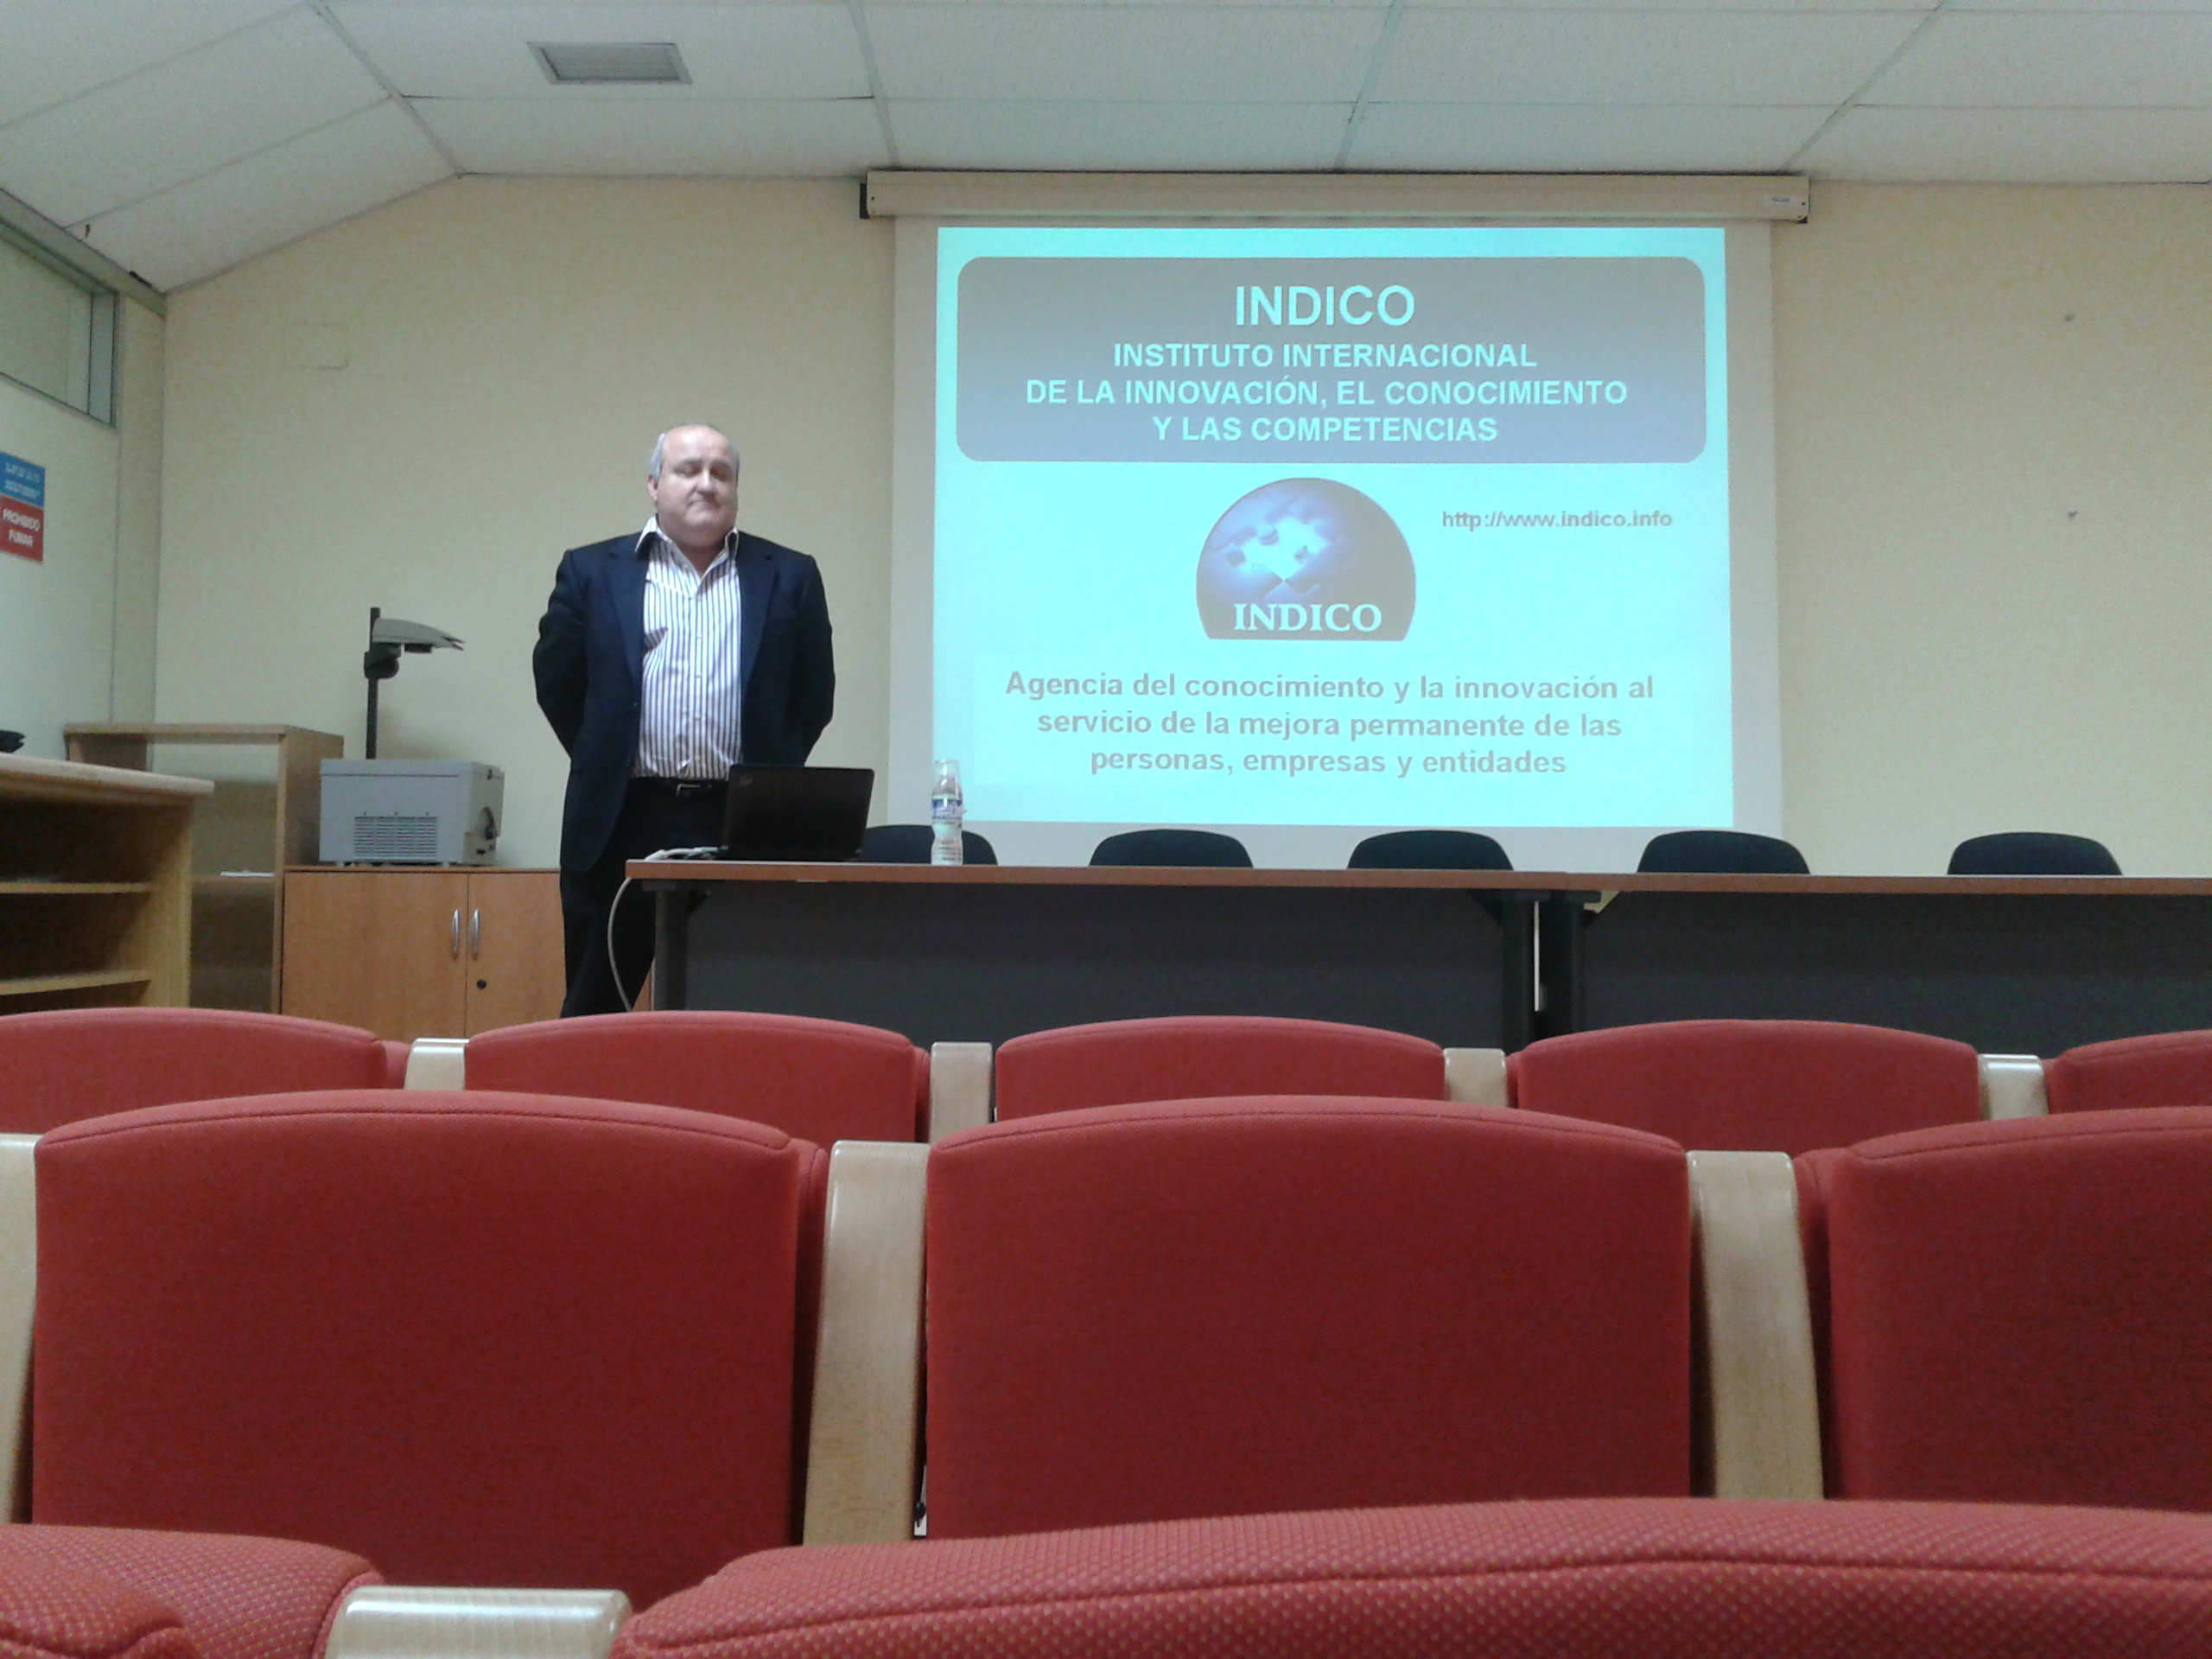 INDICO
INSTITUTO INTERNACIONAL
DE LA INNOVACIÓN, EL CONOCIMIENTO
Y LAS COMPETENCIAS
http://www.indico.info
INDICO
Agencia del conocimiento y la innovación al
servicio de la mejora permanente de las
personas, empresas y entidades
PROHIBIDO
FUMAR